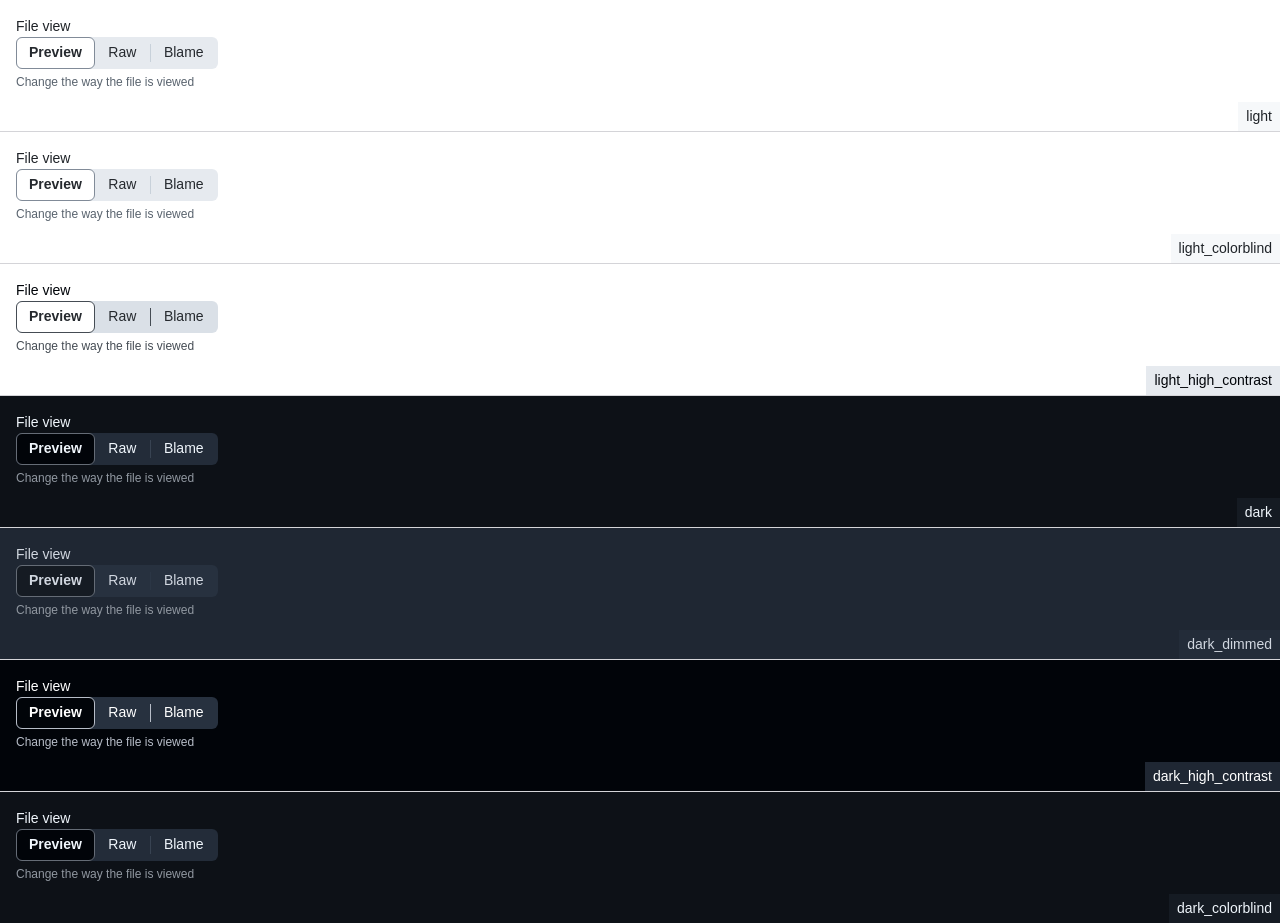 File view
Preview Raw Blame
Change the way the file is viewed
light
File view
Preview Raw Blame
Change the way the file is viewed
light_colorblind
File view
Preview Raw Blame
Change the way the file is viewed
light_high_contrast
File view
Preview Raw Blame
Change the way the file is viewed
dark
File view
Preview Raw Blame
Change the way the file is viewed
dark_dimmed
File view
Preview Raw Blame
Change the way the file is viewed
dark_high_contrast
File view
Preview Raw Blame
Change the way the file is viewed
dark_colorblind